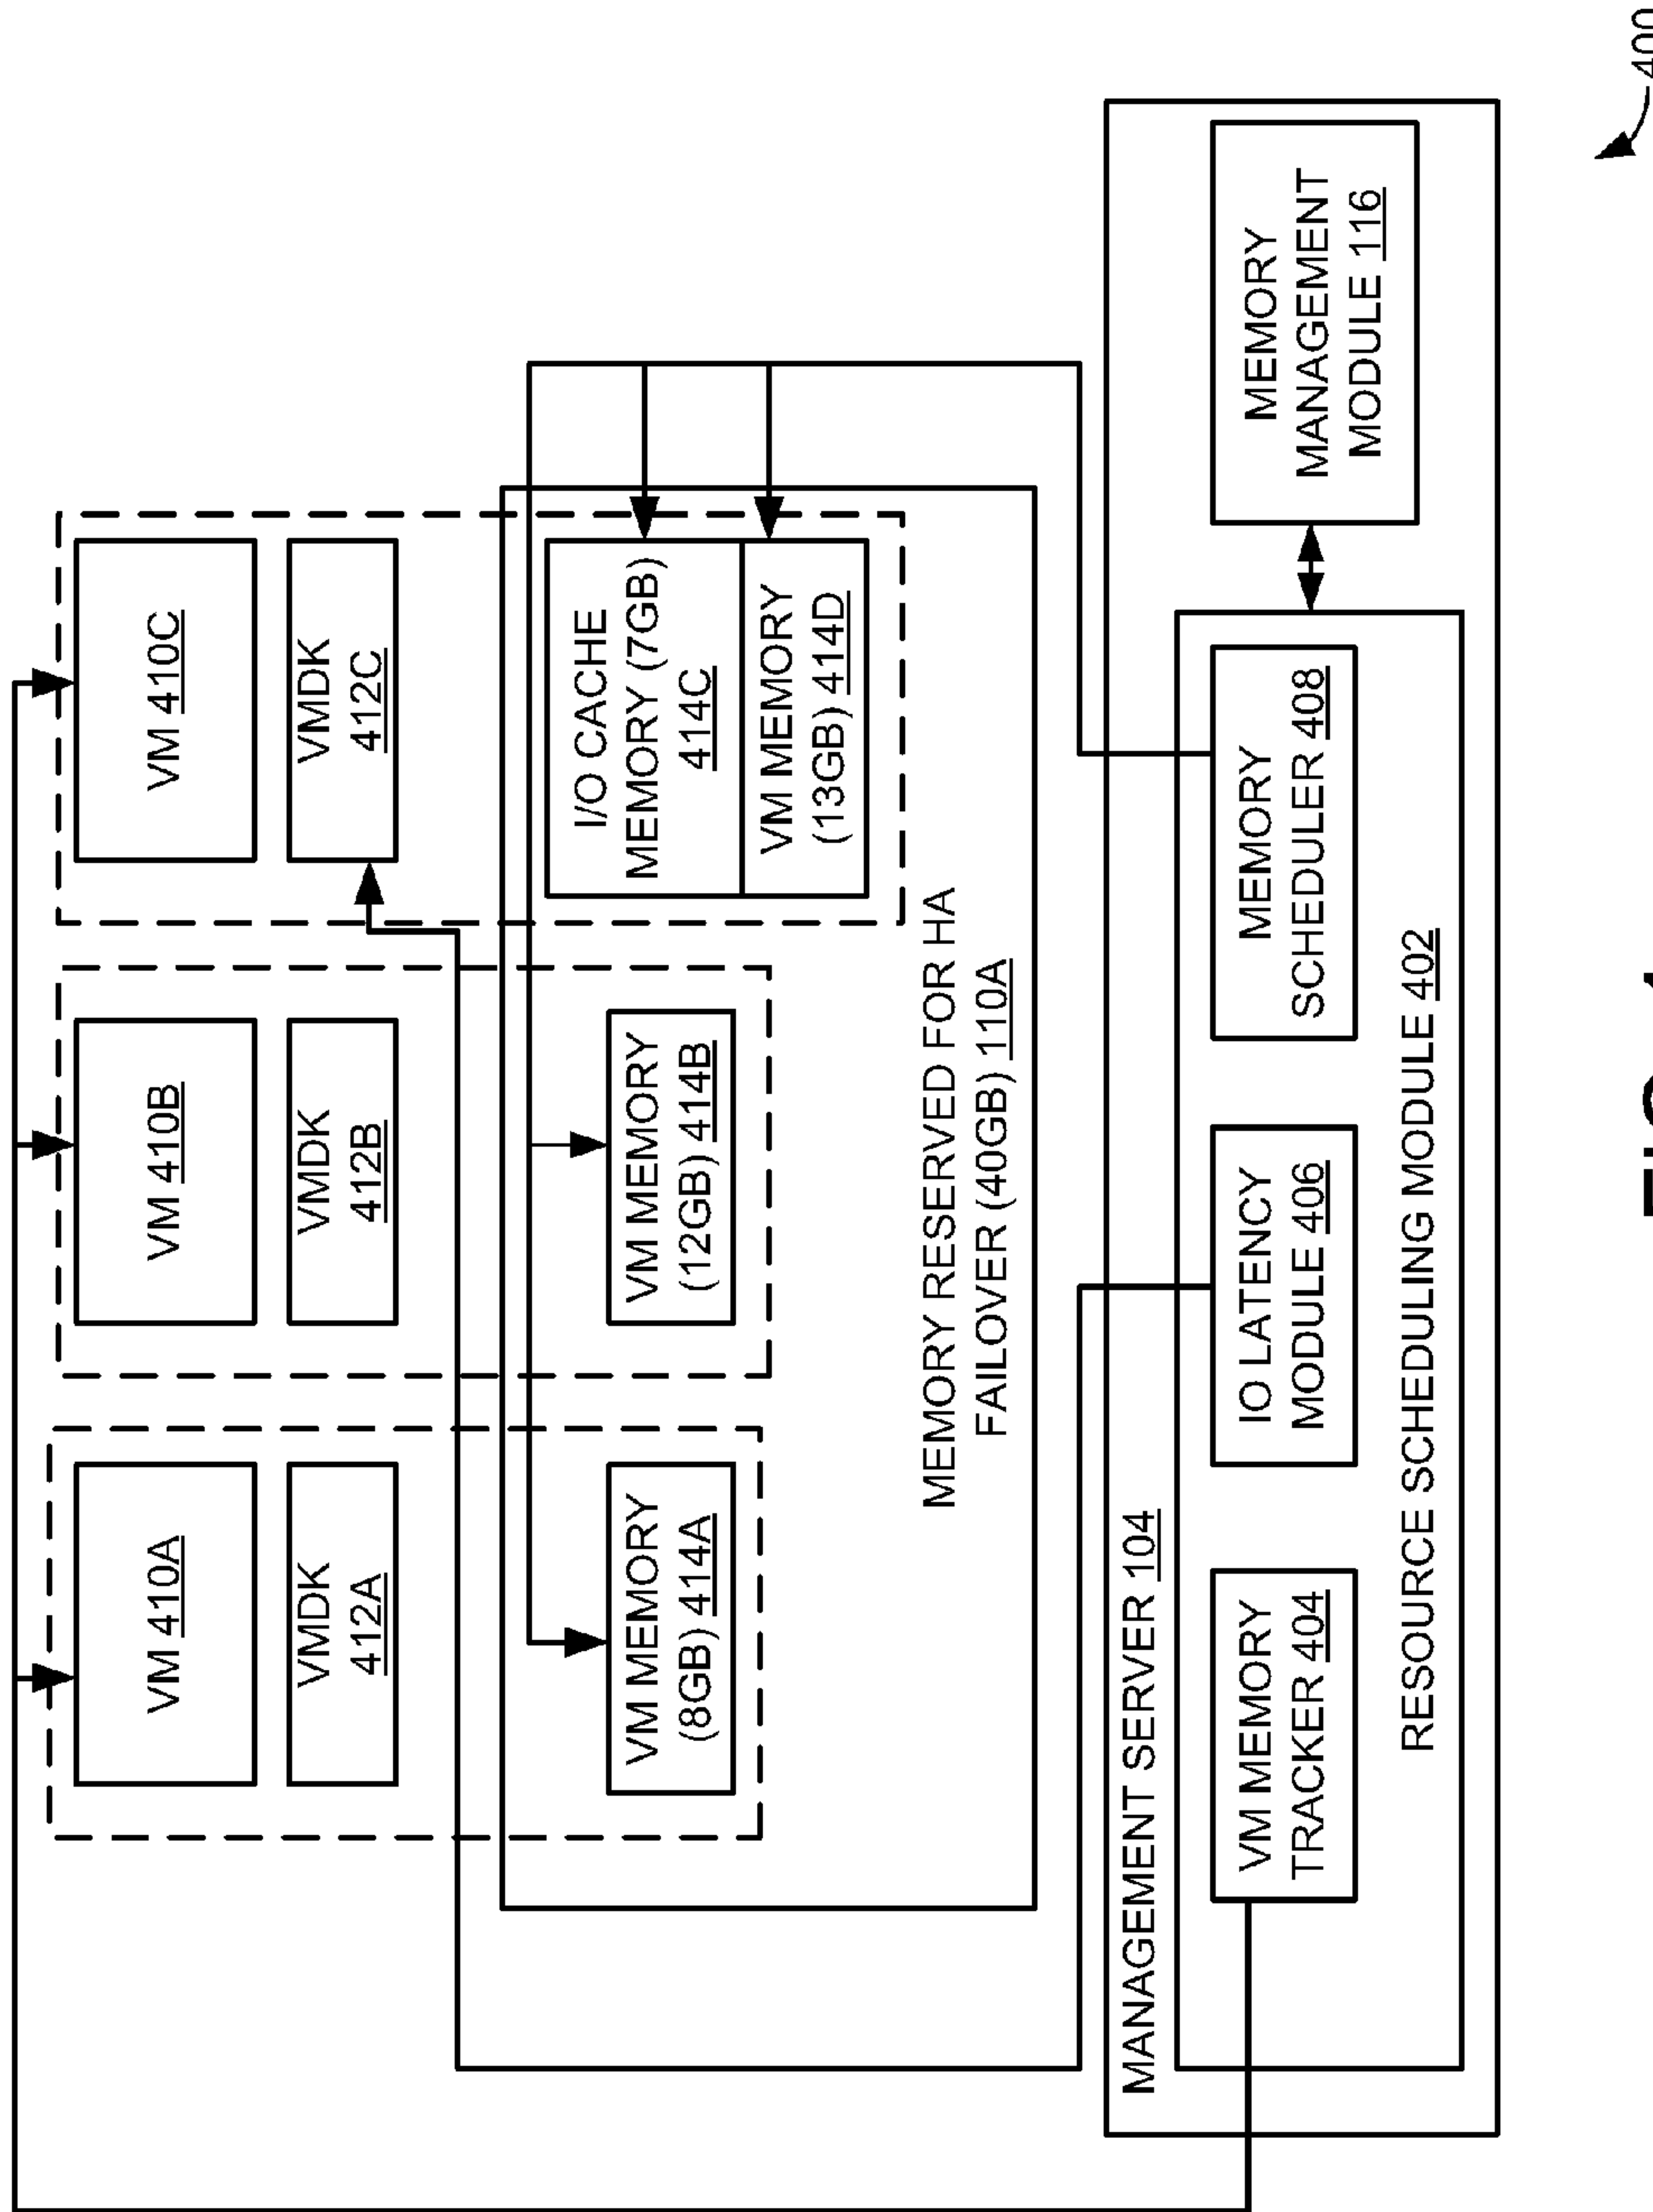 VM 410A
VM 410B
VM 410C
VMDK
412A
VMDK
412B
VMDK
412C
VM MEMORY
(8GB) 414A
VM MEMORY
(12GB) 414B
I/O CACHE
MEMORY (7GB)
414C
VM MEMORY
(13GB) 414D
MEMORY RESERVED FOR HA
FAILOVER (40GB) 110A
MANAGEMENT SERVER 104
VM MEMORY
TRACKER 404
IO LATENCY
MODULE 406
MEMORY
SCHEDULER 408
RESOURCE SCHEDULING MODULE 402
MEMORY
MANAGEMENT
MODULE 116
400